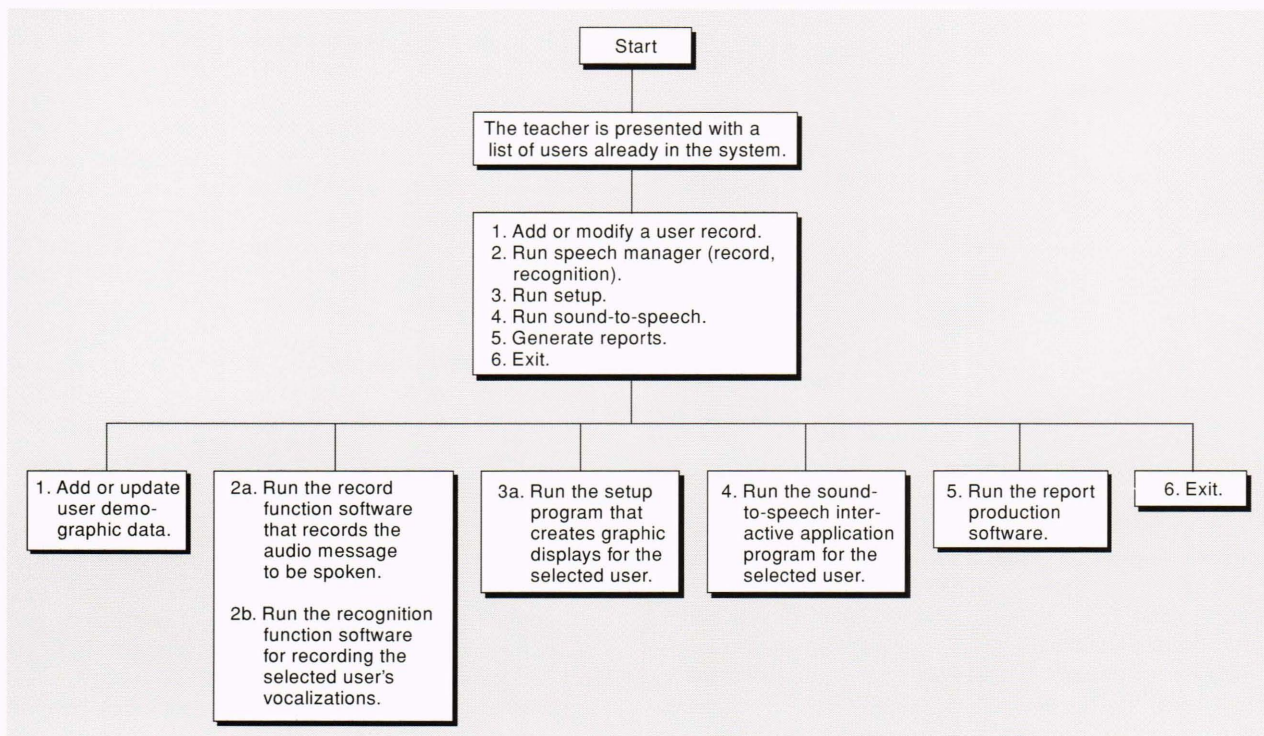 Start
The teacher is presented with a
list of users already in the system.
1. Add or modify a user record.
2. Run speech manager (record,
recognition).
3. Run setup.
4. Run sound-to-speech.
5. Generate reports.
6. Exit.
1. Add or update
user demo-
graphic data.
2a. Run the record
function software
that records the
audio message
to be spoken.
2b. Run the recognition
function software
for recording the
selected user's
vocalizations.
3a. Run the setup
program that
creates graphic
displays for the
selected user.
4. Run the sound-
to-speech inter-
active application
program for the
selected user.
5. Run the report
production
software.
6. Exit.